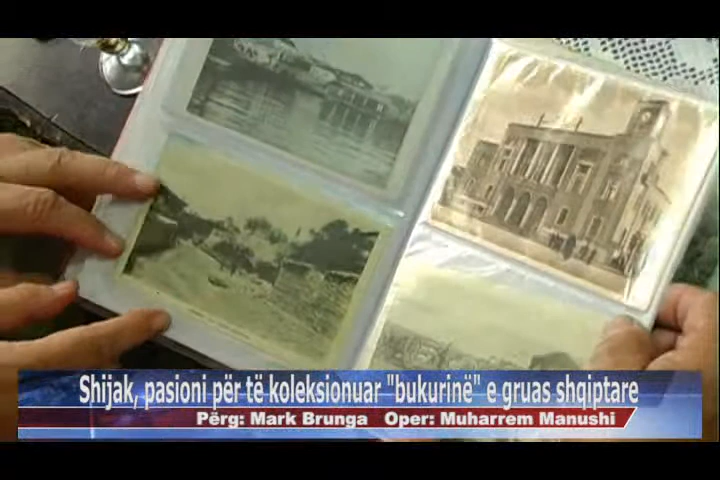 Shijak, pasioni për të koleksionuar "bukurinë" e gruas shqiptare
Përg: Mark Brunga   Oper: Muharrem Manushi